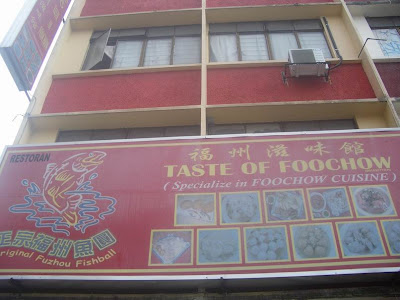 RESTORAN
福州滋味館
TASTE OF FOOCHOW
( Specialize in FOOCHOW CUISINE )
正宗福州魚圓
Original Fuzhou Fishball